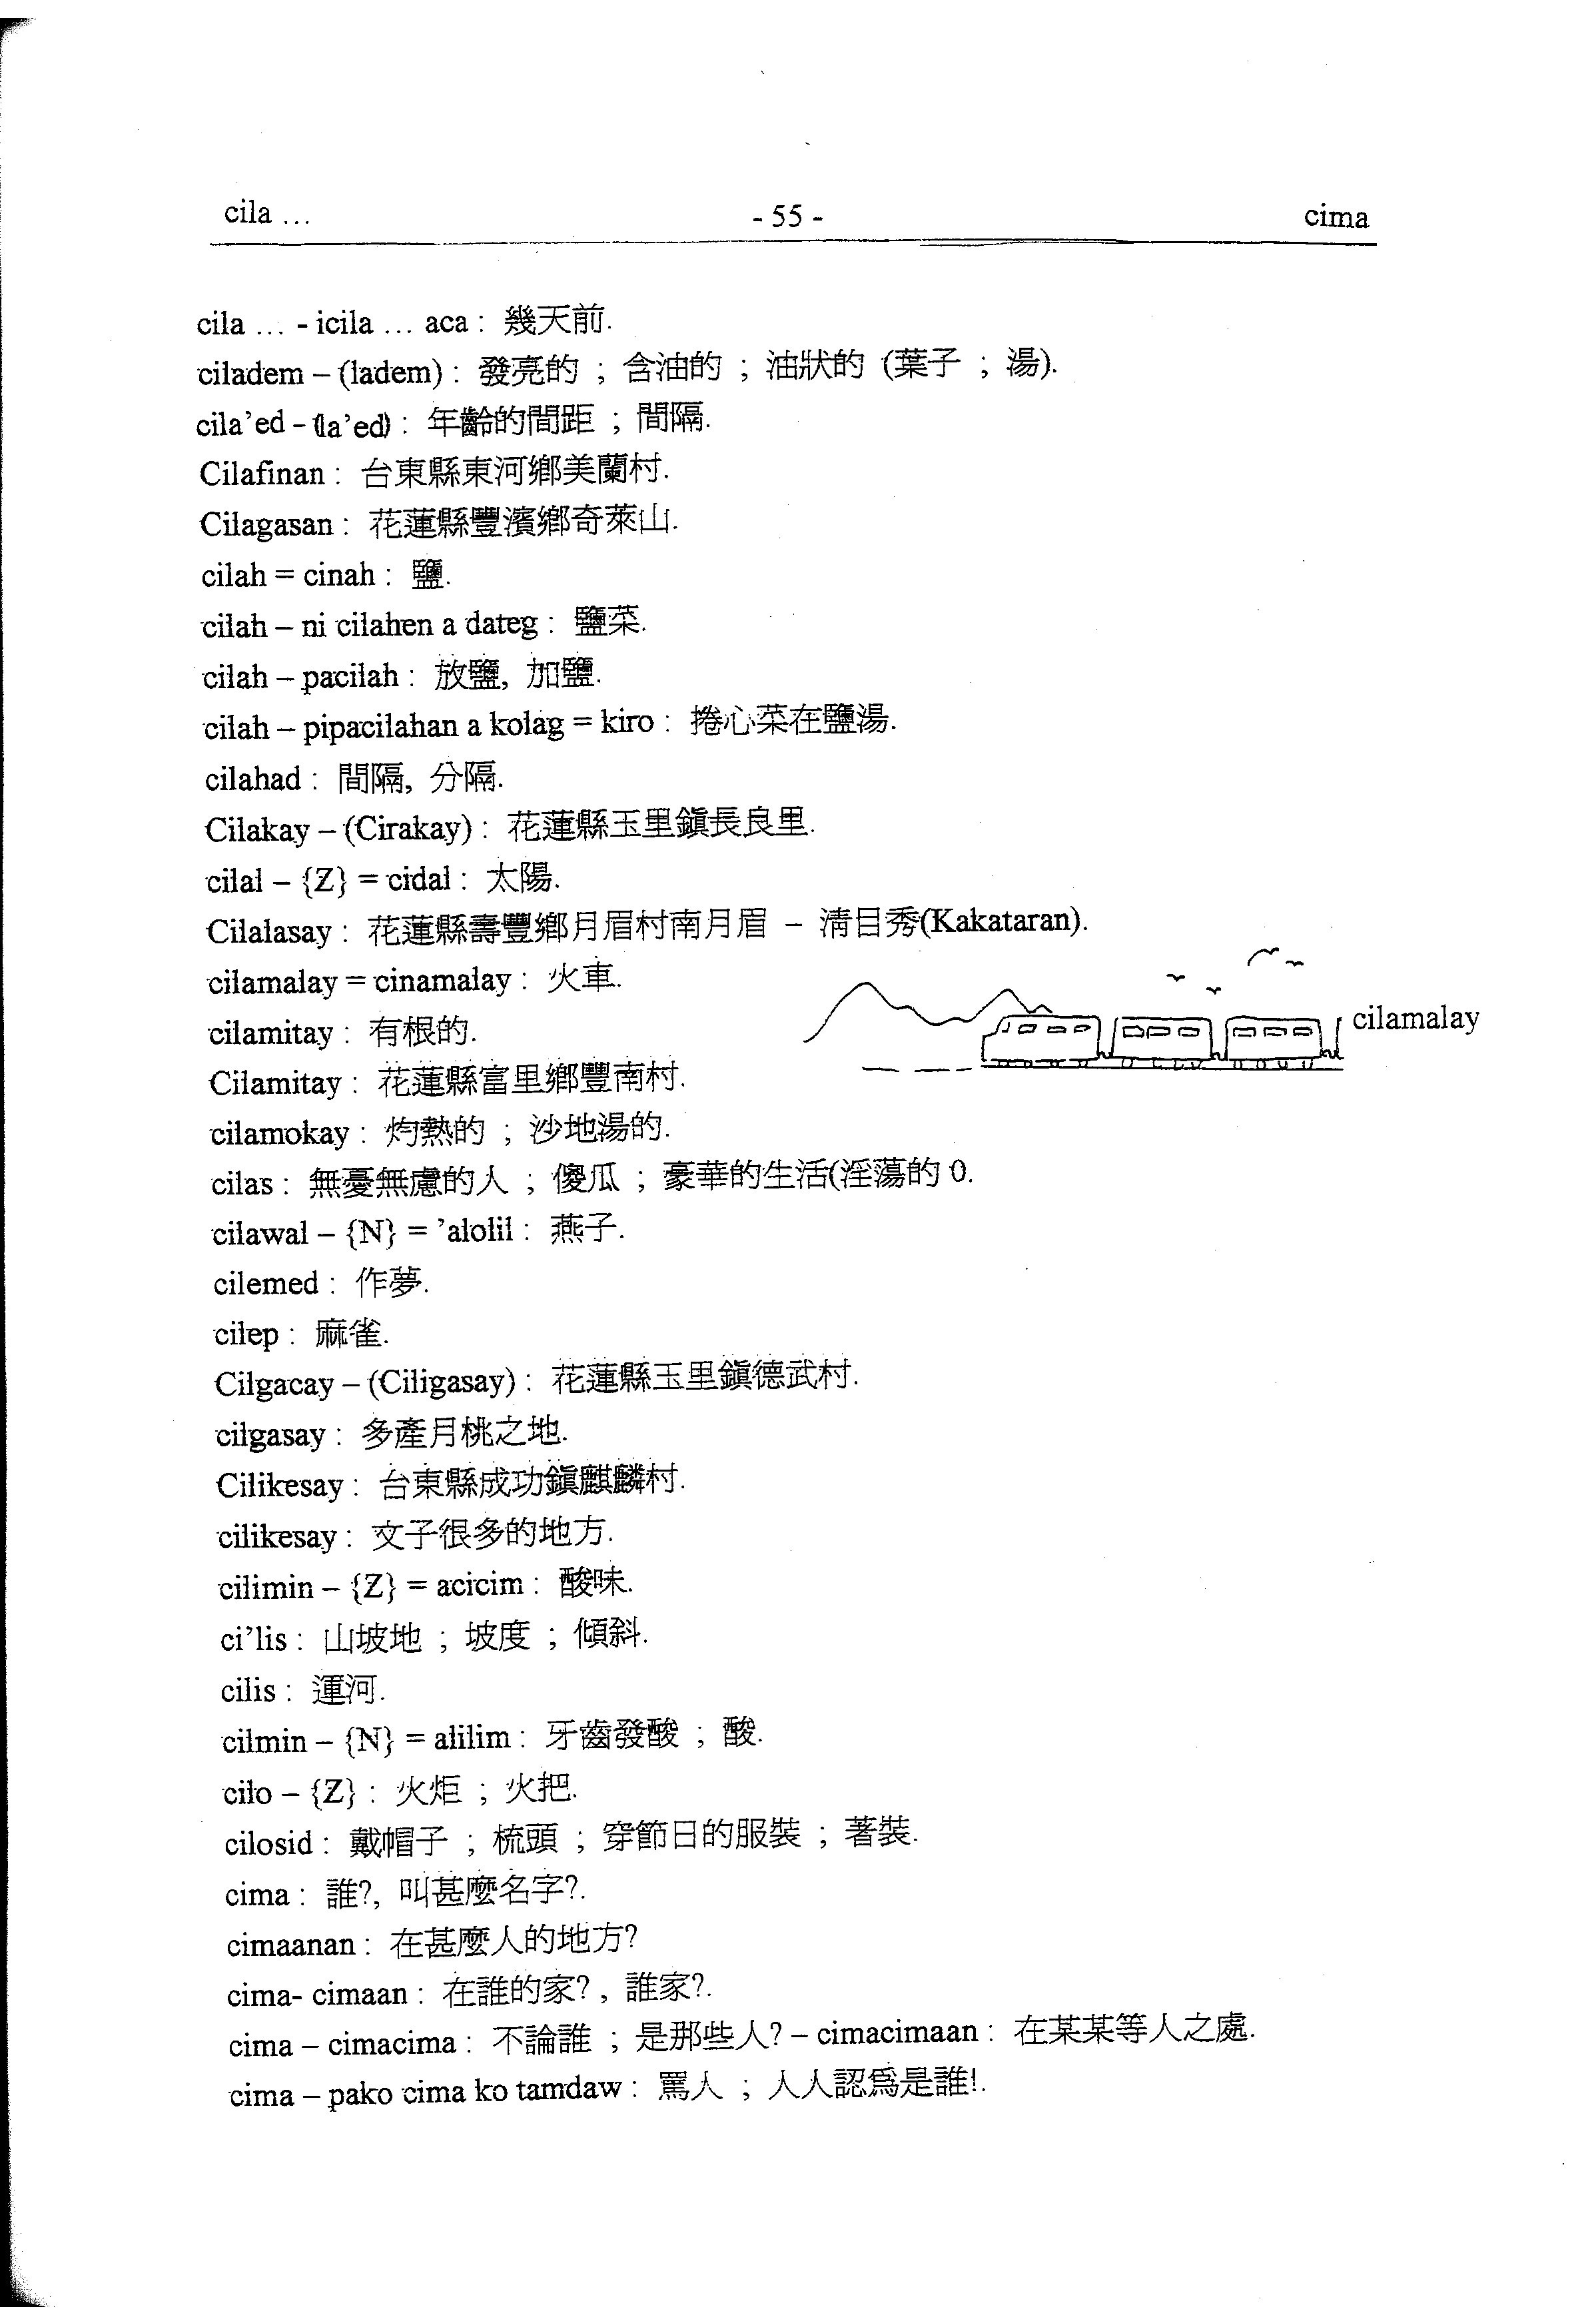 cila ... - 55 - cima
cila ... - icila ... aca : 幾天前.
ciladem – (ladem) : 發亮的 ; 含油的 ; 油狀的 (葉子 ; 湯).
cila’ed - (la’ed) : 年齡的間距 ; 間隔.
Cilafinan : 台東縣東河鄉美蘭村.
Cilagasan : 花蓮縣豐濱鄉奇萊山.
cilah = cinah : 鹽.
cilah – ni cilahen a dateg : 鹽菜.
cilah – pacilah : 放鹽, 加鹽.
cilah – pipacilahan a kolag = kiro : 捲心菜在鹽湯.
cilahad : 間隔, 分隔.
Cilakay – (Cirakay) : 花蓮縣玉里鎮長良里.
cilal – {Z} = cidal : 太陽.
Cilalasay : 花蓮縣壽豐鄉月眉村南月眉 – 清目秀(Kakataran).
cilamalay = cinamalay : 火車.
cilamalay
cilamitay : 有根的.
Cilamitay : 花蓮縣富里鄉豐南村.
cilamokay : 灼熱的 ; 沙地湯的.
cilas : 無憂無慮的人 ; 傻瓜 ; 豪華的生活(淫蕩的 0.
cilawal – {N} = ’alolil : 燕子.
cilemed : 作夢.
cilep : 麻雀.
Cilgacay – (Ciligasay) : 花蓮縣玉里鎮德武村.
cilgasay : 多產月桃之地.
Cilikesay : 台東縣成功鎮麒麟村.
cilikesay : 文子很多的地方.
cilimin – {Z} = acicim : 酸味.
ci’lis : 山坡地 ; 坡度 ; 傾斜.
cilis : 運河.
cilmin – {N} = alilim : 牙齒發酸 ; 酸.
cilo – {Z} : 火炬 ; 火把.
cilosid : 戴帽子 ; 梳頭 ; 穿節日的服裝 ; 著裝.
cima : 誰?, 叫甚麼名字?.
cimaanan : 在甚麼人的地方?
cima- cimaan : 在誰的家? , 誰家?.
cima – cimacima : 不論誰 ; 是那些人? – cimacimaan : 在某某等人之處.
cima – pako cima ko tamdaw : 罵人 ; 人人認為是誰!.